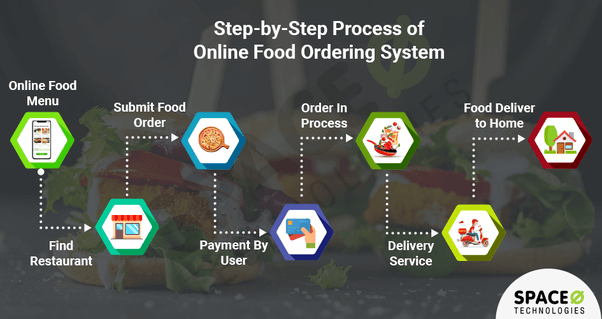 Step-by-Step Process of
Online Food Ordering System
Online Food
Menu
Find
Restaurant
Submit Food
Order
Payment By
User
Order In
Process
Delivery
Service
Food Deliver
to Home
SPACE
TECHNOLOGIES